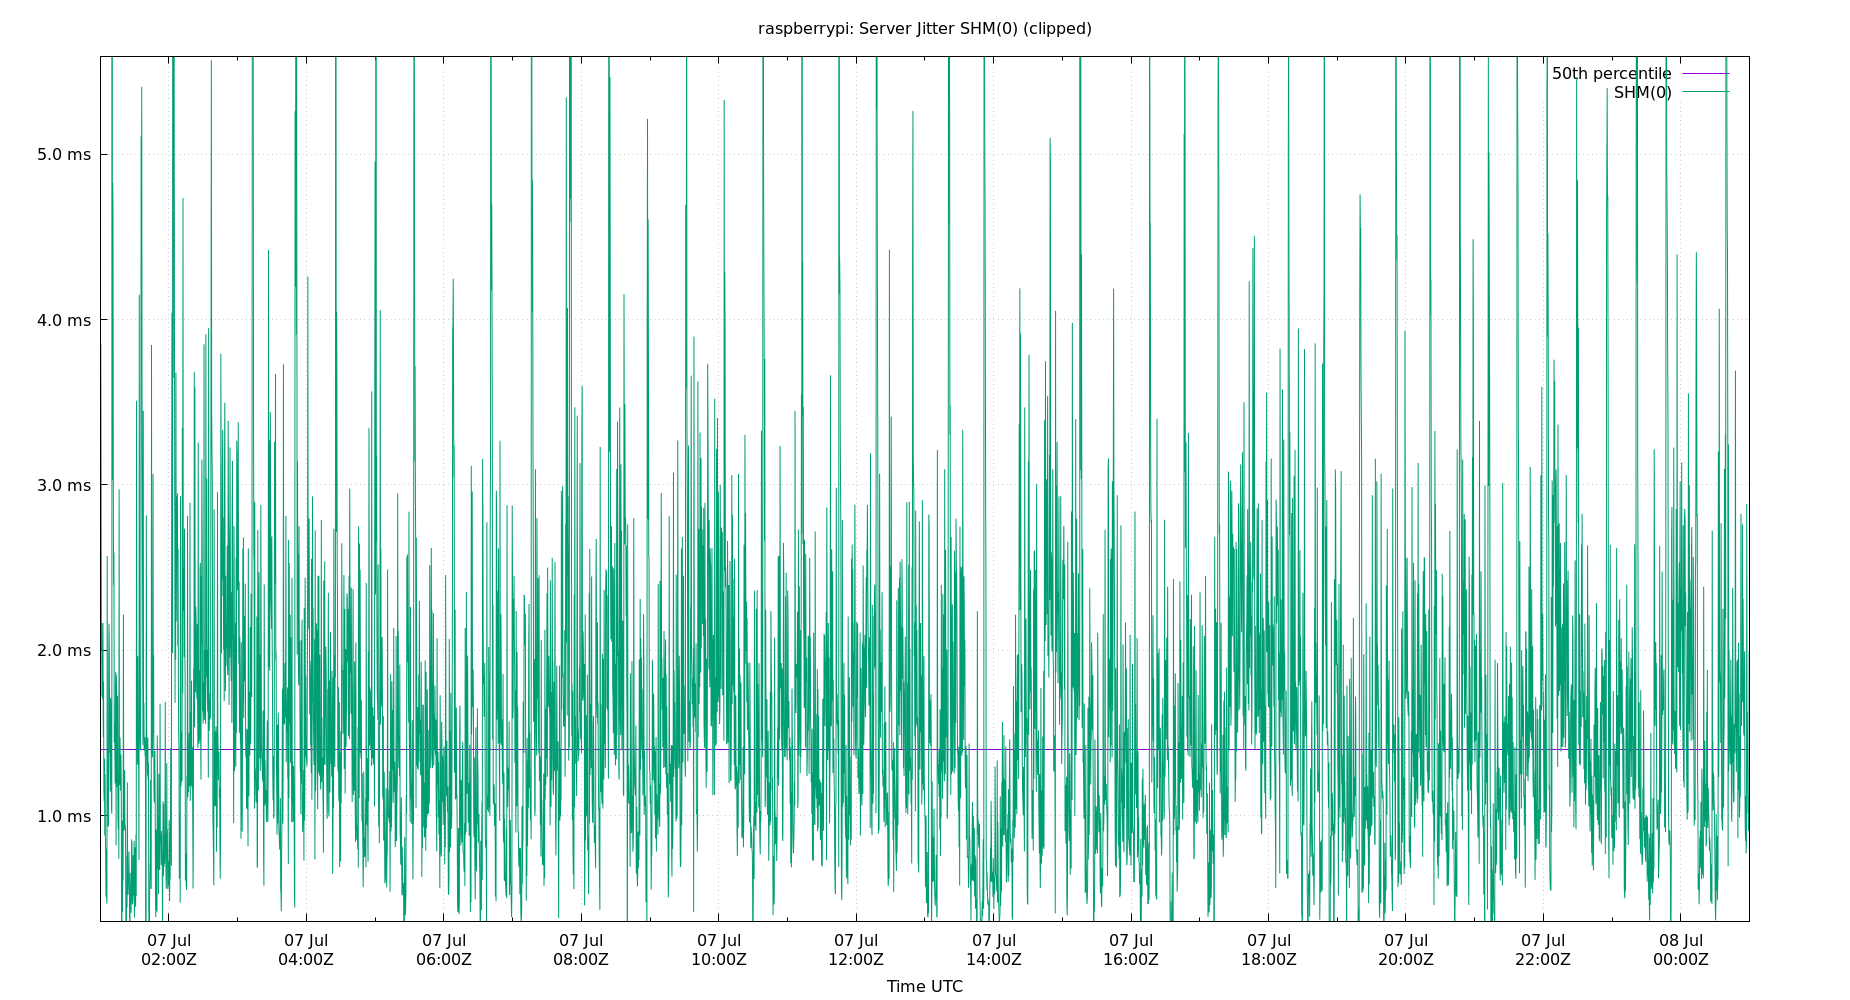 raspberrypi: Server Jitter SHM(0) (clipped)
50th percentile
SHM(0)
5.0 ms
4.0 ms
3.0 ms
2.0 ms
1.0 ms
07 Jul 07 Jul 07 Jul 07 Jul 07 Jul 07 Jul 07 Jul 07 Jul 07 Jul 07 Jul 07 Jul 08 Jul
02:00Z 04:00Z 06:00Z 08:00Z 10:00Z 12:00Z 14:00Z 16:00Z 18:00Z 20:00Z 22:00Z 00:00Z
Time UTC